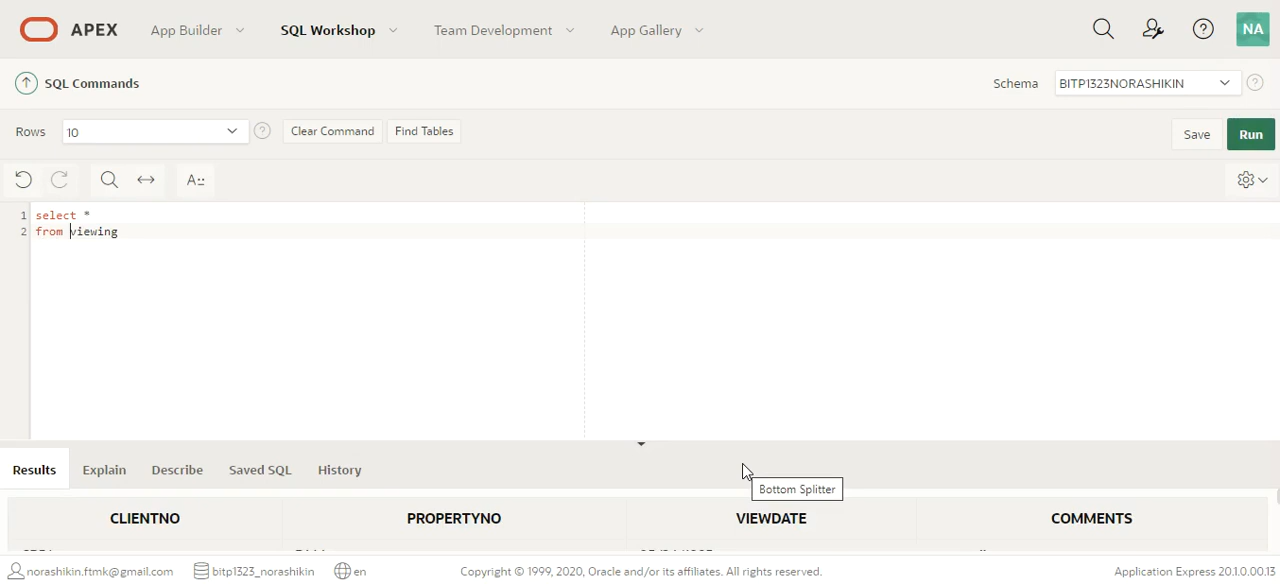 APEX App Builder SQL Workshop Team Development App Gallery NA
SQL Commands Schema BITP1323NORASHIKIN
Rows 10 Clear Command Find Tables Save Run
1 select *
2 from viewing
Results Explain Describe Saved SQL History
Bottom Splitter
CLIENTNO PROPERTYNO VIEWDATE COMMENTS
norashikin.ftmk@gmail.com bitp1323_norashikin en Copyright © 1999, 2020, Oracle and/or its affiliates. All rights reserved. Application Express 20.1.0.00.13